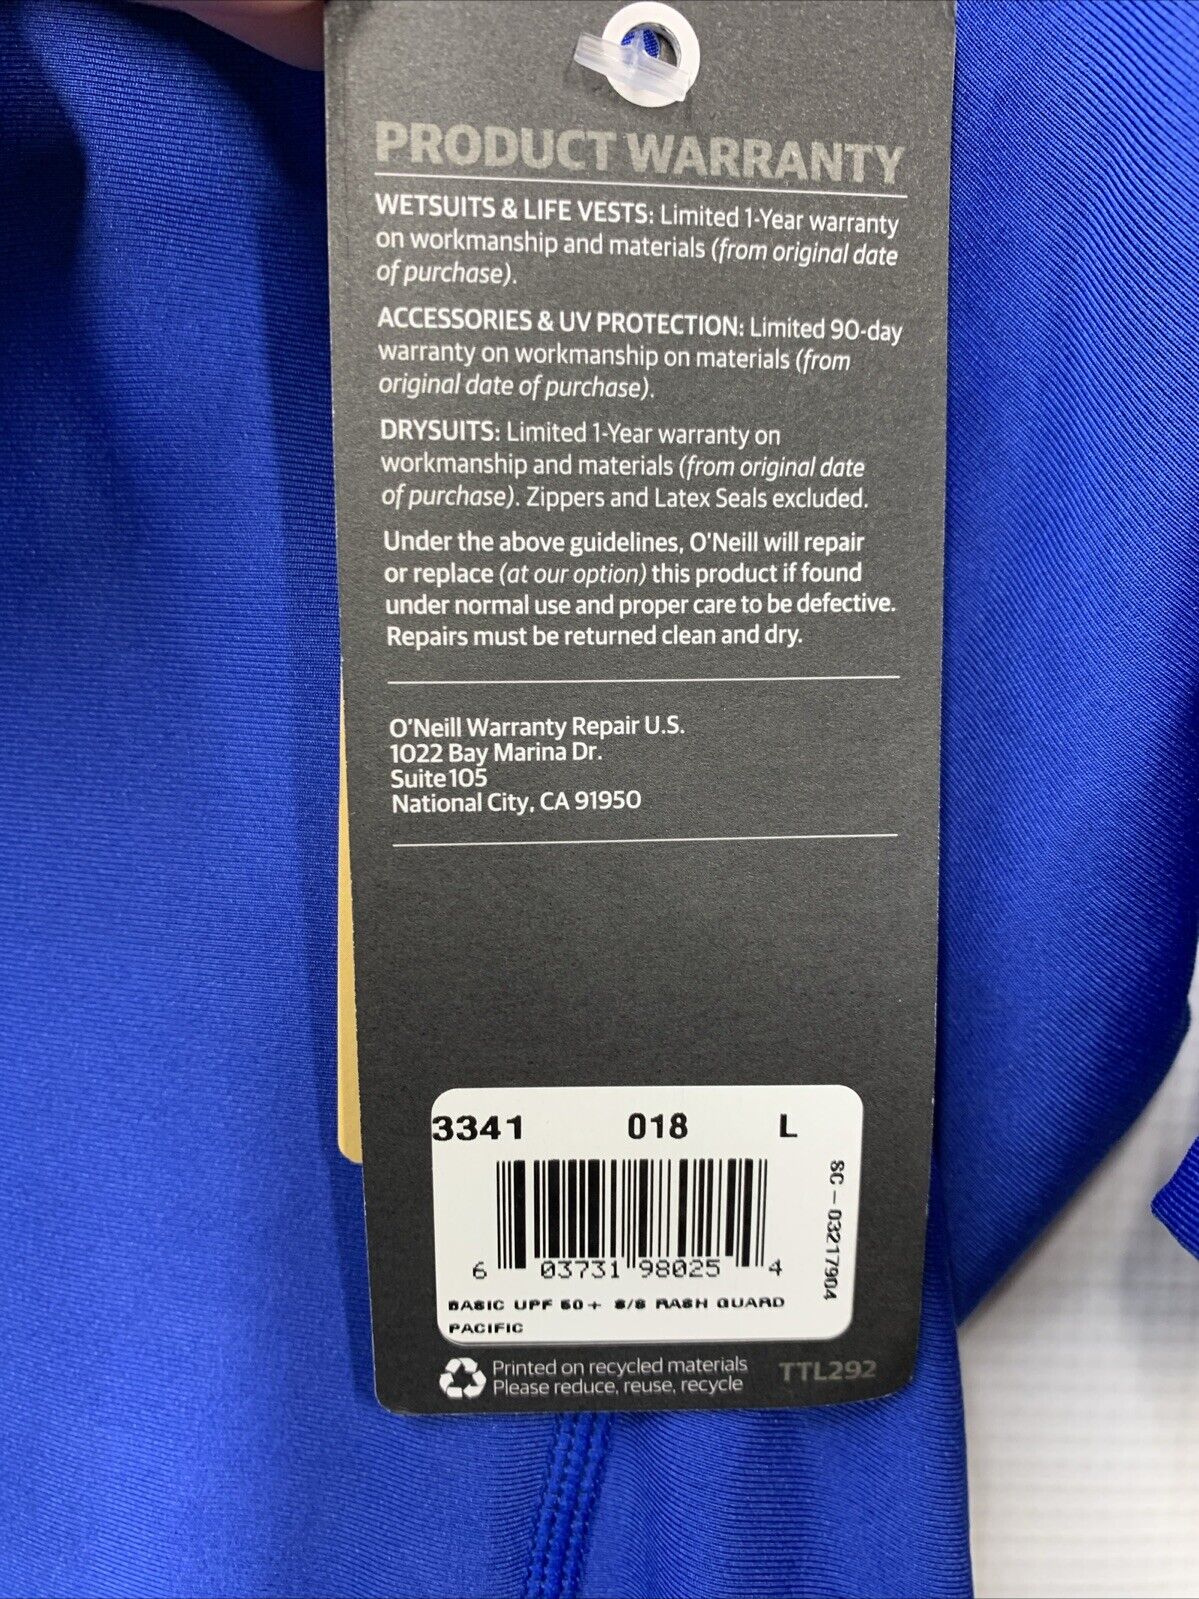 PRODUCT WARRANTY
WETSUITS & LIFE VESTS: Limited 1-Year warranty
on workmanship and materials (from original date
of purchase).
ACCESSORIES & UV PROTECTION: Limited 90-day
warranty on workmanship on materials (from
original date of purchase).
DRYSUITS: Limited 1-Year warranty on
workmanship and materials (from original date
of purchase). Zippers and Latex Seals excluded.
Under the above guidelines, O'Neill will repair
or replace (at our option) this product if found
under normal use and proper care to be defective.
Repairs must be returned clean and dry.
O'Neill Warranty Repair U.S.
1022 Bay Marina Dr.
Suite 105
National City, CA 91950
3341 018 L
SC - 03217904
6 03731 98025 4
BASIC UPF 50+ S/S RASH GUARD
PACIFIC
Printed on recycled materials
Please reduce, reuse, recycle
TTL292